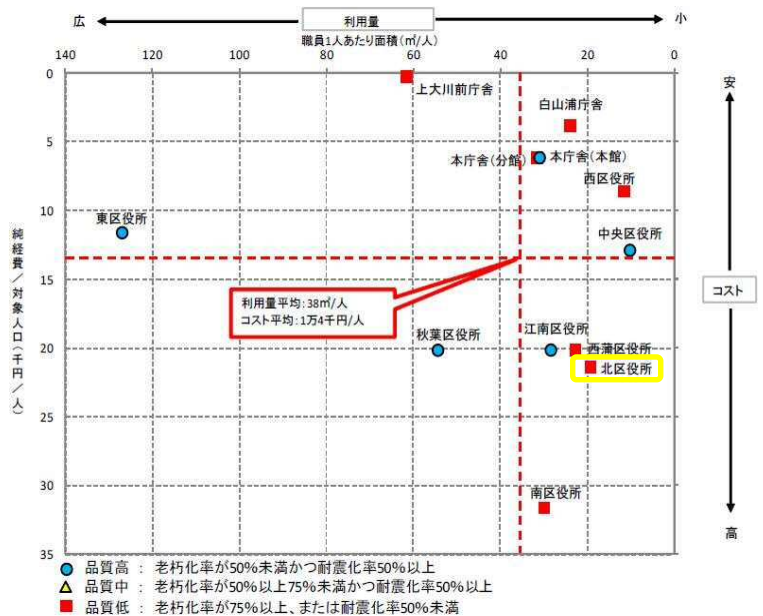 広 利用量 小
職員1人あたり面積(㎡/人)
140 120 100 80 60 40 20 0
0
5
10
15
20
25
30
35
純経費/対象人口(千円/人)
安
コスト
高
上大川前庁舎
白山浦庁舎
本庁舎(分館) 本庁舎(本館)
西区役所
東区役所
中央区役所
利用量平均:38㎡/人
コスト平均:1万4千円/人
秋葉区役所
江南区役所
西蒲区役所
北区役所
南区役所
品質高 : 老朽化率が50%未満かつ耐震化率50%以上
品質中 : 老朽化率が50%以上75%未満かつ耐震化率50%以上
品質低 : 老朽化率が75%以上、または耐震化率50%未満